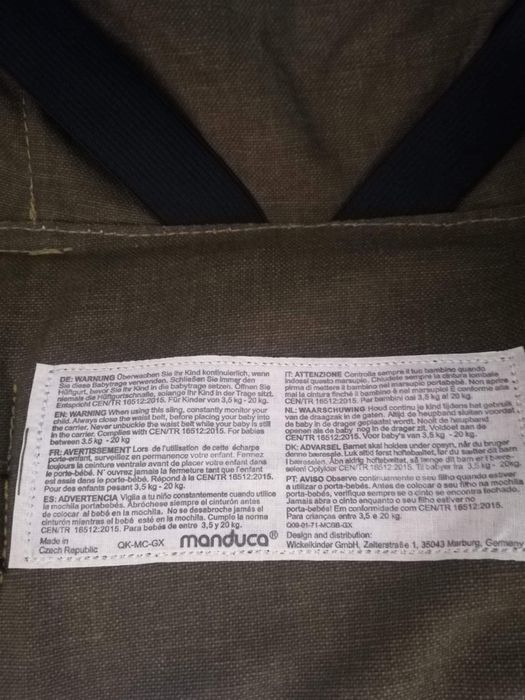 DE: WARNUNG Überwachen Sie Ihr Kind kontinuierlich, wenn
Sie diese Babytrage verwenden. Schließen Sie immer den
Hüftgurt, bevor Sie Ihr Kind in die babytrage setzen. Öffnen Sie
niemals die Hüftgurtschnalle, solange Ihr Kind in der Trage sitzt.
Entspricht CEN/TR 16512:2015. Für Kinder von 3,5 kg - 20 kg.
EN: WARNING When using this sling, constantly monitor your
child. Always close the waist belt, before placing your baby into
the carrier. Never unbuckle the waist belt while your baby is still
in the carrier. Complies with CEN/TR 16512:2015. For babies
between 3,5 kg - 20 kg
FR: AVERTISSEMENT Lors de l'utilisation de cette écharpe
porte-enfant, surveillez en permanence votre enfant. Fermez
toujours la ceinture ventrale avant de placer votre enfant dans
le porte-bébé. N' ouvrez jamais la fermeture tant que l'enfant
est assis dans le porte-bébé. Répond à la CEN/TR 16512:2015.
Pour des enfants pesant 3,5 kg - 20 kg.
ES: ADVERTENCIA Vigila a tu niño constantemente cuando utilice
la mochila portabebés. Abróchese siempre el cinturón antes
de colocar al bebé en la mochila. No se desabroche jamás el
cinturón mientras el bebé esté en la mochila. Cumple la norma
CEN/TR 16512:2015. Para bebés de entre 3,5 y 20 kg.
Made in
Czech Republic
QK-MC-GX
manduca®
IT: ATTENZIONE Controlla sempre il tuo bambino quando
indossi questo marsupio. Chiudete sempre la cintura lombale
prima di mettere il bambino nel marsupio portabebé. Non aprire
mai la cintura finché il bambino è nel marsupio! È conforme alle
CEN/TR 16512:2015. Per bambini dai 3,5 kg ai 20 kg.
NL: WAARSCHUWING Houd continu je kind tijdens het gebruik
van de draagzak in de gaten. Altijd de heupband sluiten voordat
de baby in de drager geplaatst wordt. Nooit de heupband
openen als de baby nog in de drager zit. Voldoet aan de
CEN/TR 16512:2015. Voor baby's van 3,5 kg - 20 kg.
DK: ADVARSEL Barnet skal holdes under opsyn, når du bruger
denne bæresele. Luk altid først hoftebæltet, før du sætter dit barn
i bæreselen. Åbn aldrig hoftebæltet, så længe dit barn er i bære-
selen! Opfylder CEN/TR 16512:2015. Til babyer fra 3,5 kg - 20kg
PT: AVISO Observe continuamente o seu filho quando estiver
a utilizar o porta-bebés. Antes de colocar o seu filho na mochila
porta-bebés, verifique sempre se o cinto se encontra fechado.
Jamais abra o cinto enquanto o seu filho estiver no
porta-bebés! Em conformidade com CEN/TR 16512:2015.
Para crianças entre 3,5 e 20 kg.
Design and distribution:
Wickelkinder GmbH, Zalterstraße 1, 35043 Marburg, Germany